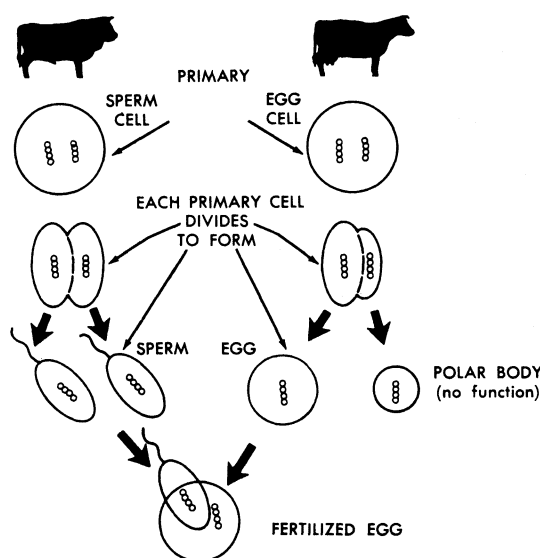 PRIMARY
SPERM
CELL
EGG
CELL
EACH PRIMARY CELL
DIVIDES
TO FORM
SPERM
EGG
POLAR BODY
(no function)
FERTILIZED EGG